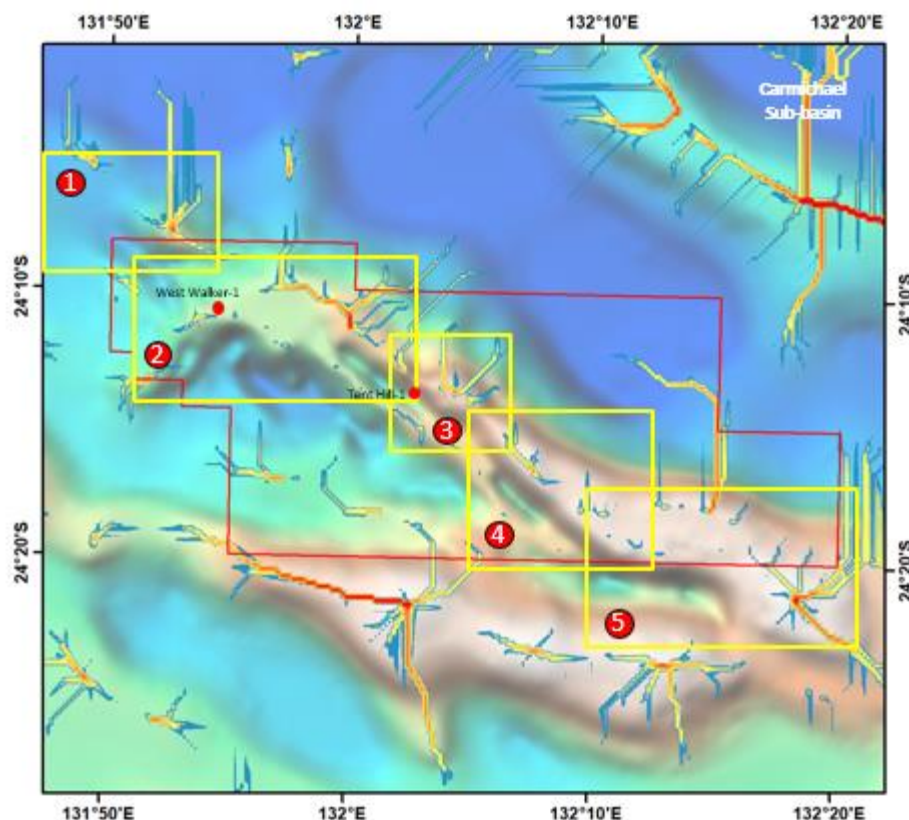 131°50'E 132°E 132°10'E 132°20'E
Carmichael
Sub-basin
1
24°10'S 24°10'S
West Walker-1
2
Tent Hill-1
3
4
24°20'S 24°20'S
5
131°50'E 132°E 132°10'E 132°20'E